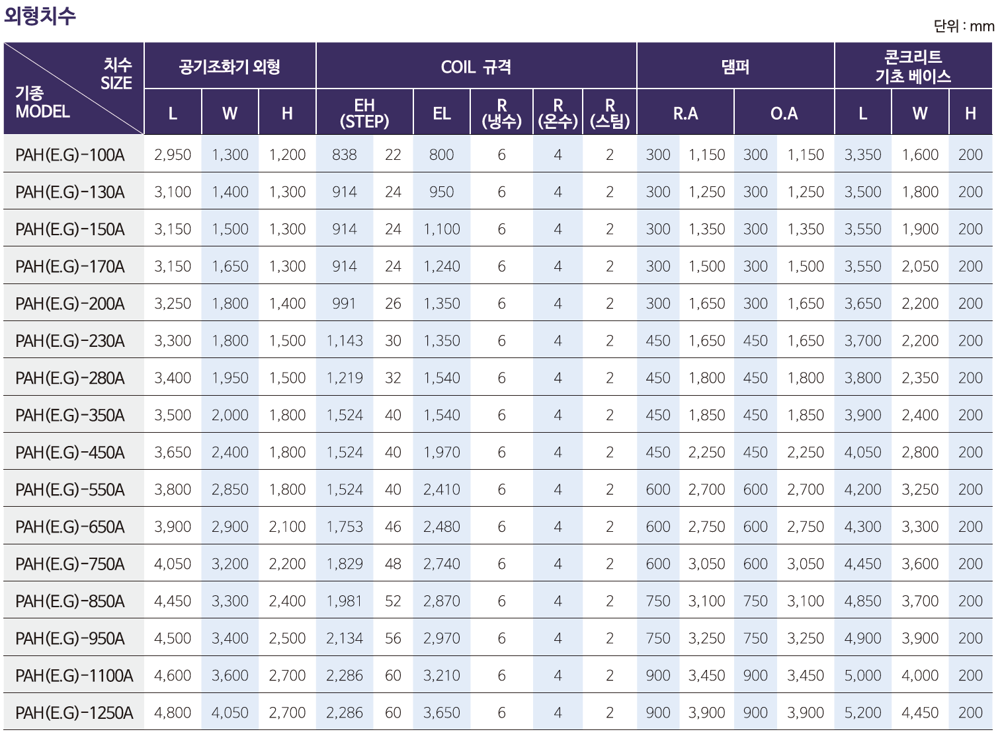 외형치수
단위 : mm
치수 SIZE 기종 MODEL 공기조화기 외형 COIL 규격 댐퍼 콘크리트 기초 베이스
L W H EH (STEP) EL R (냉수) R (온수) R (스팀) R.A O.A L W H
PAH(E.G)-100A 2,950 1,300 1,200 838 22 800 6 4 2 300 1,150 300 1,150 3,350 1,600 200
PAH(E.G)-130A 3,100 1,400 1,300 914 24 950 6 4 2 300 1,250 300 1,250 3,500 1,800 200
PAH(E.G)-150A 3,150 1,500 1,300 914 24 1,100 6 4 2 300 1,350 300 1,350 3,550 1,900 200
PAH(E.G)-170A 3,150 1,650 1,300 914 24 1,240 6 4 2 300 1,500 300 1,500 3,550 2,050 200
PAH(E.G)-200A 3,250 1,800 1,400 991 26 1,350 6 4 2 300 1,650 300 1,650 3,650 2,200 200
PAH(E.G)-230A 3,300 1,800 1,500 1,143 30 1,350 6 4 2 450 1,650 450 1,650 3,700 2,200 200
PAH(E.G)-280A 3,400 1,950 1,500 1,219 32 1,540 6 4 2 450 1,800 450 1,800 3,800 2,350 200
PAH(E.G)-350A 3,500 2,000 1,800 1,524 40 1,540 6 4 2 450 1,850 450 1,850 3,900 2,400 200
PAH(E.G)-450A 3,650 2,400 1,800 1,524 40 1,970 6 4 2 450 2,250 450 2,250 4,050 2,800 200
PAH(E.G)-550A 3,800 2,850 1,800 1,524 40 2,410 6 4 2 600 2,700 600 2,700 4,200 3,250 200
PAH(E.G)-650A 3,900 2,900 2,100 1,753 46 2,480 6 4 2 600 2,750 600 2,750 4,300 3,300 200
PAH(E.G)-750A 4,050 3,200 2,200 1,829 48 2,740 6 4 2 600 3,050 600 3,050 4,450 3,600 200
PAH(E.G)-850A 4,450 3,300 2,400 1,981 52 2,870 6 4 2 750 3,100 750 3,100 4,850 3,700 200
PAH(E.G)-950A 4,500 3,400 2,500 2,134 56 2,970 6 4 2 750 3,250 750 3,250 4,900 3,900 200
PAH(E.G)-1100A 4,600 3,600 2,700 2,286 60 3,210 6 4 2 900 3,450 900 3,450 5,000 4,000 200
PAH(E.G)-1250A 4,800 4,050 2,700 2,286 60 3,650 6 4 2 900 3,900 900 3,900 5,200 4,450 200